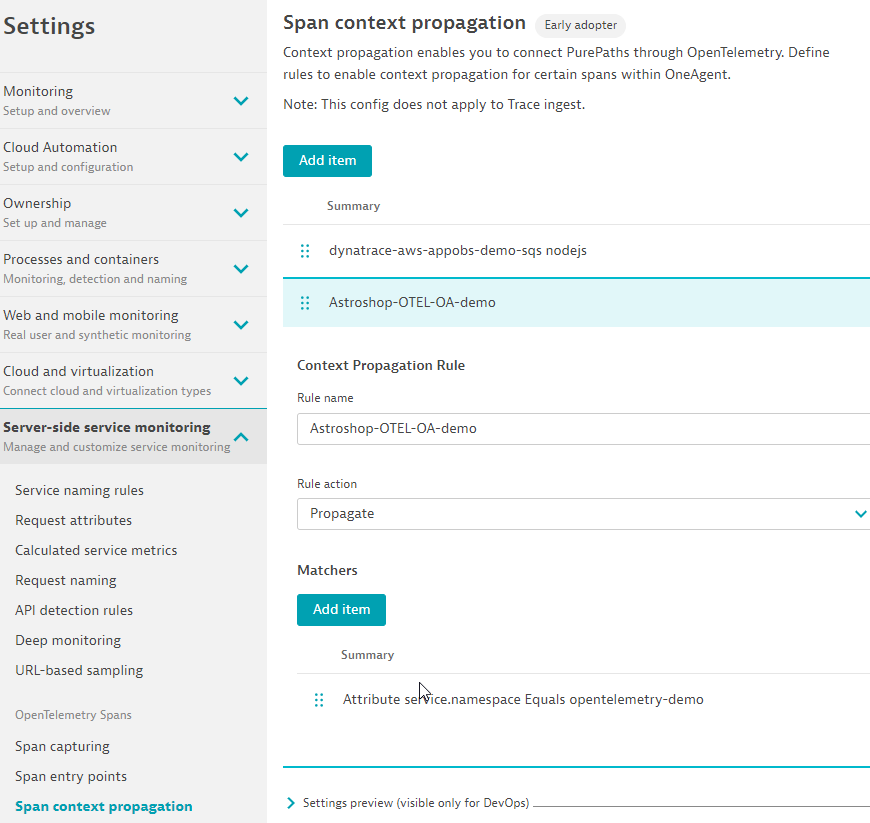 Settings
Monitoring
Setup and overview
Cloud Automation
Setup and configuration
Ownership
Set up and manage
Processes and containers
Monitoring, detection and naming
Web and mobile monitoring
Real user and synthetic monitoring
Cloud and virtualization
Connect cloud and virtualization types
Server-side service monitoring
Manage and customize service monitoring
Service naming rules
Request attributes
Calculated service metrics
Request naming
API detection rules
Deep monitoring
URL-based sampling
OpenTelemetry Spans
Span capturing
Span entry points
Span context propagation
Span context propagation Early adopter
Context propagation enables you to connect PurePaths through OpenTelemetry. Define
rules to enable context propagation for certain spans within OneAgent.
Note: This config does not apply to Trace ingest.
Add item
Summary
dynatrace-aws-appobs-demo-sqs nodejs
Astroshop-OTEL-OA-demo
Context Propagation Rule
Rule name
Astroshop-OTEL-OA-demo
Rule action
Propagate
Matchers
Add item
Summary
Attribute service.namespace Equals opentelemetry-demo
Settings preview (visible only for DevOps)